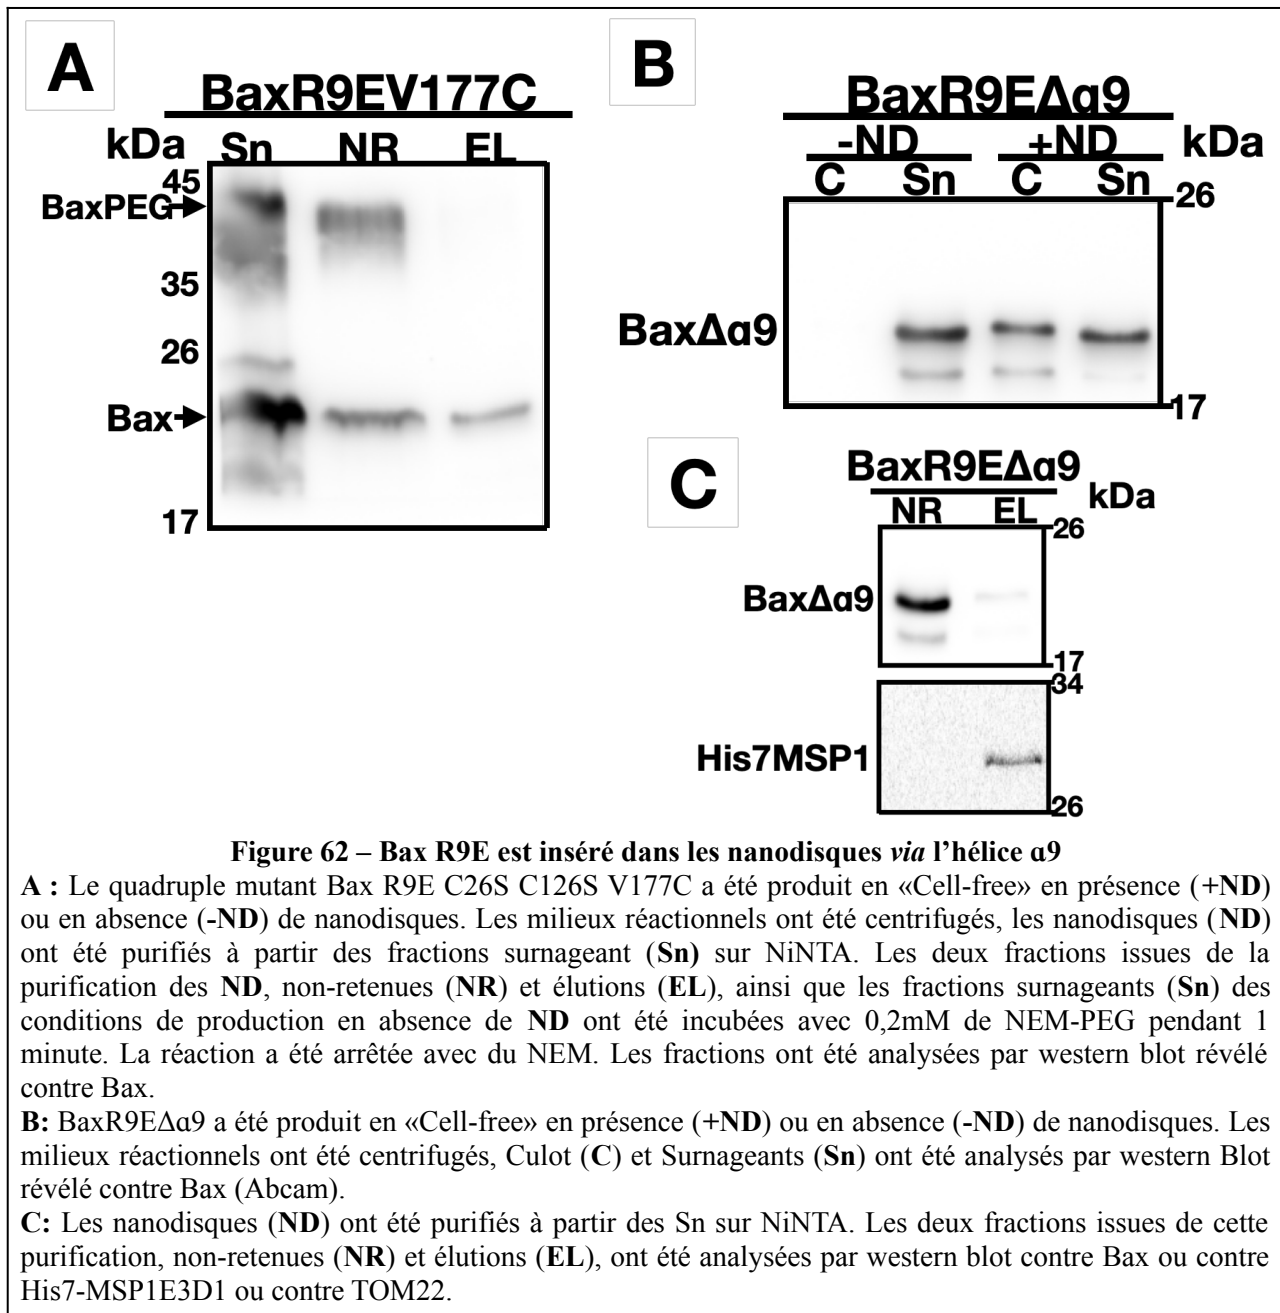 A
BaxR9EV177C
kDa Sn NR EL
45
BaxPEG
35
26
Bax
17
B
BaxR9EΔα9
-ND +ND kDa
C Sn C Sn
26
BaxΔα9
17
C
BaxR9EΔα9
NR EL kDa
26
BaxΔα9
17
34
His7MSP1
26
Figure 62 – Bax R9E est inséré dans les nanodisques via l’hélice α9
A : Le quadruple mutant Bax R9E C26S C126S V177C a été produit en «Cell-free» en présence (+ND)
ou en absence (-ND) de nanodisques. Les milieux réactionnels ont été centrifugés, les nanodisques (ND)
ont été purifiés à partir des fractions surnageant (Sn) sur NiNTA. Les deux fractions issues de la
purification des ND, non-retenues (NR) et élutions (EL), ainsi que les fractions surnageants (Sn) des
conditions de production en absence de ND ont été incubées avec 0,2mM de NEM-PEG pendant 1
minute. La réaction a été arrêtée avec du NEM. Les fractions ont été analysées par western blot révélé
contre Bax.
B: BaxR9EΔα9 a été produit en «Cell-free» en présence (+ND) ou en absence (-ND) de nanodisques. Les
milieux réactionnels ont été centrifugés, Culot (C) et Surnageants (Sn) ont été analysés par western Blot
révélé contre Bax (Abcam).
C: Les nanodisques (ND) ont été purifiés à partir des Sn sur NiNTA. Les deux fractions issues de cette
purification, non-retenues (NR) et élutions (EL), ont été analysées par western blot contre Bax ou contre
His7-MSP1E3D1 ou contre TOM22.